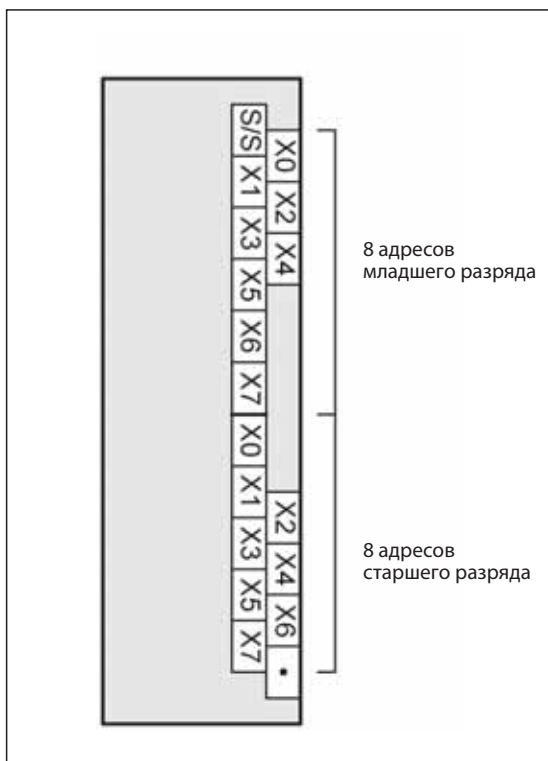 S/S
X0
X1
X2
X3
X4
X5
X6
X7
X0
X1
X2
X3
X4
X5
X6
X7
•
8 адресов
младшего разряда
8 адресов
старшего разряда